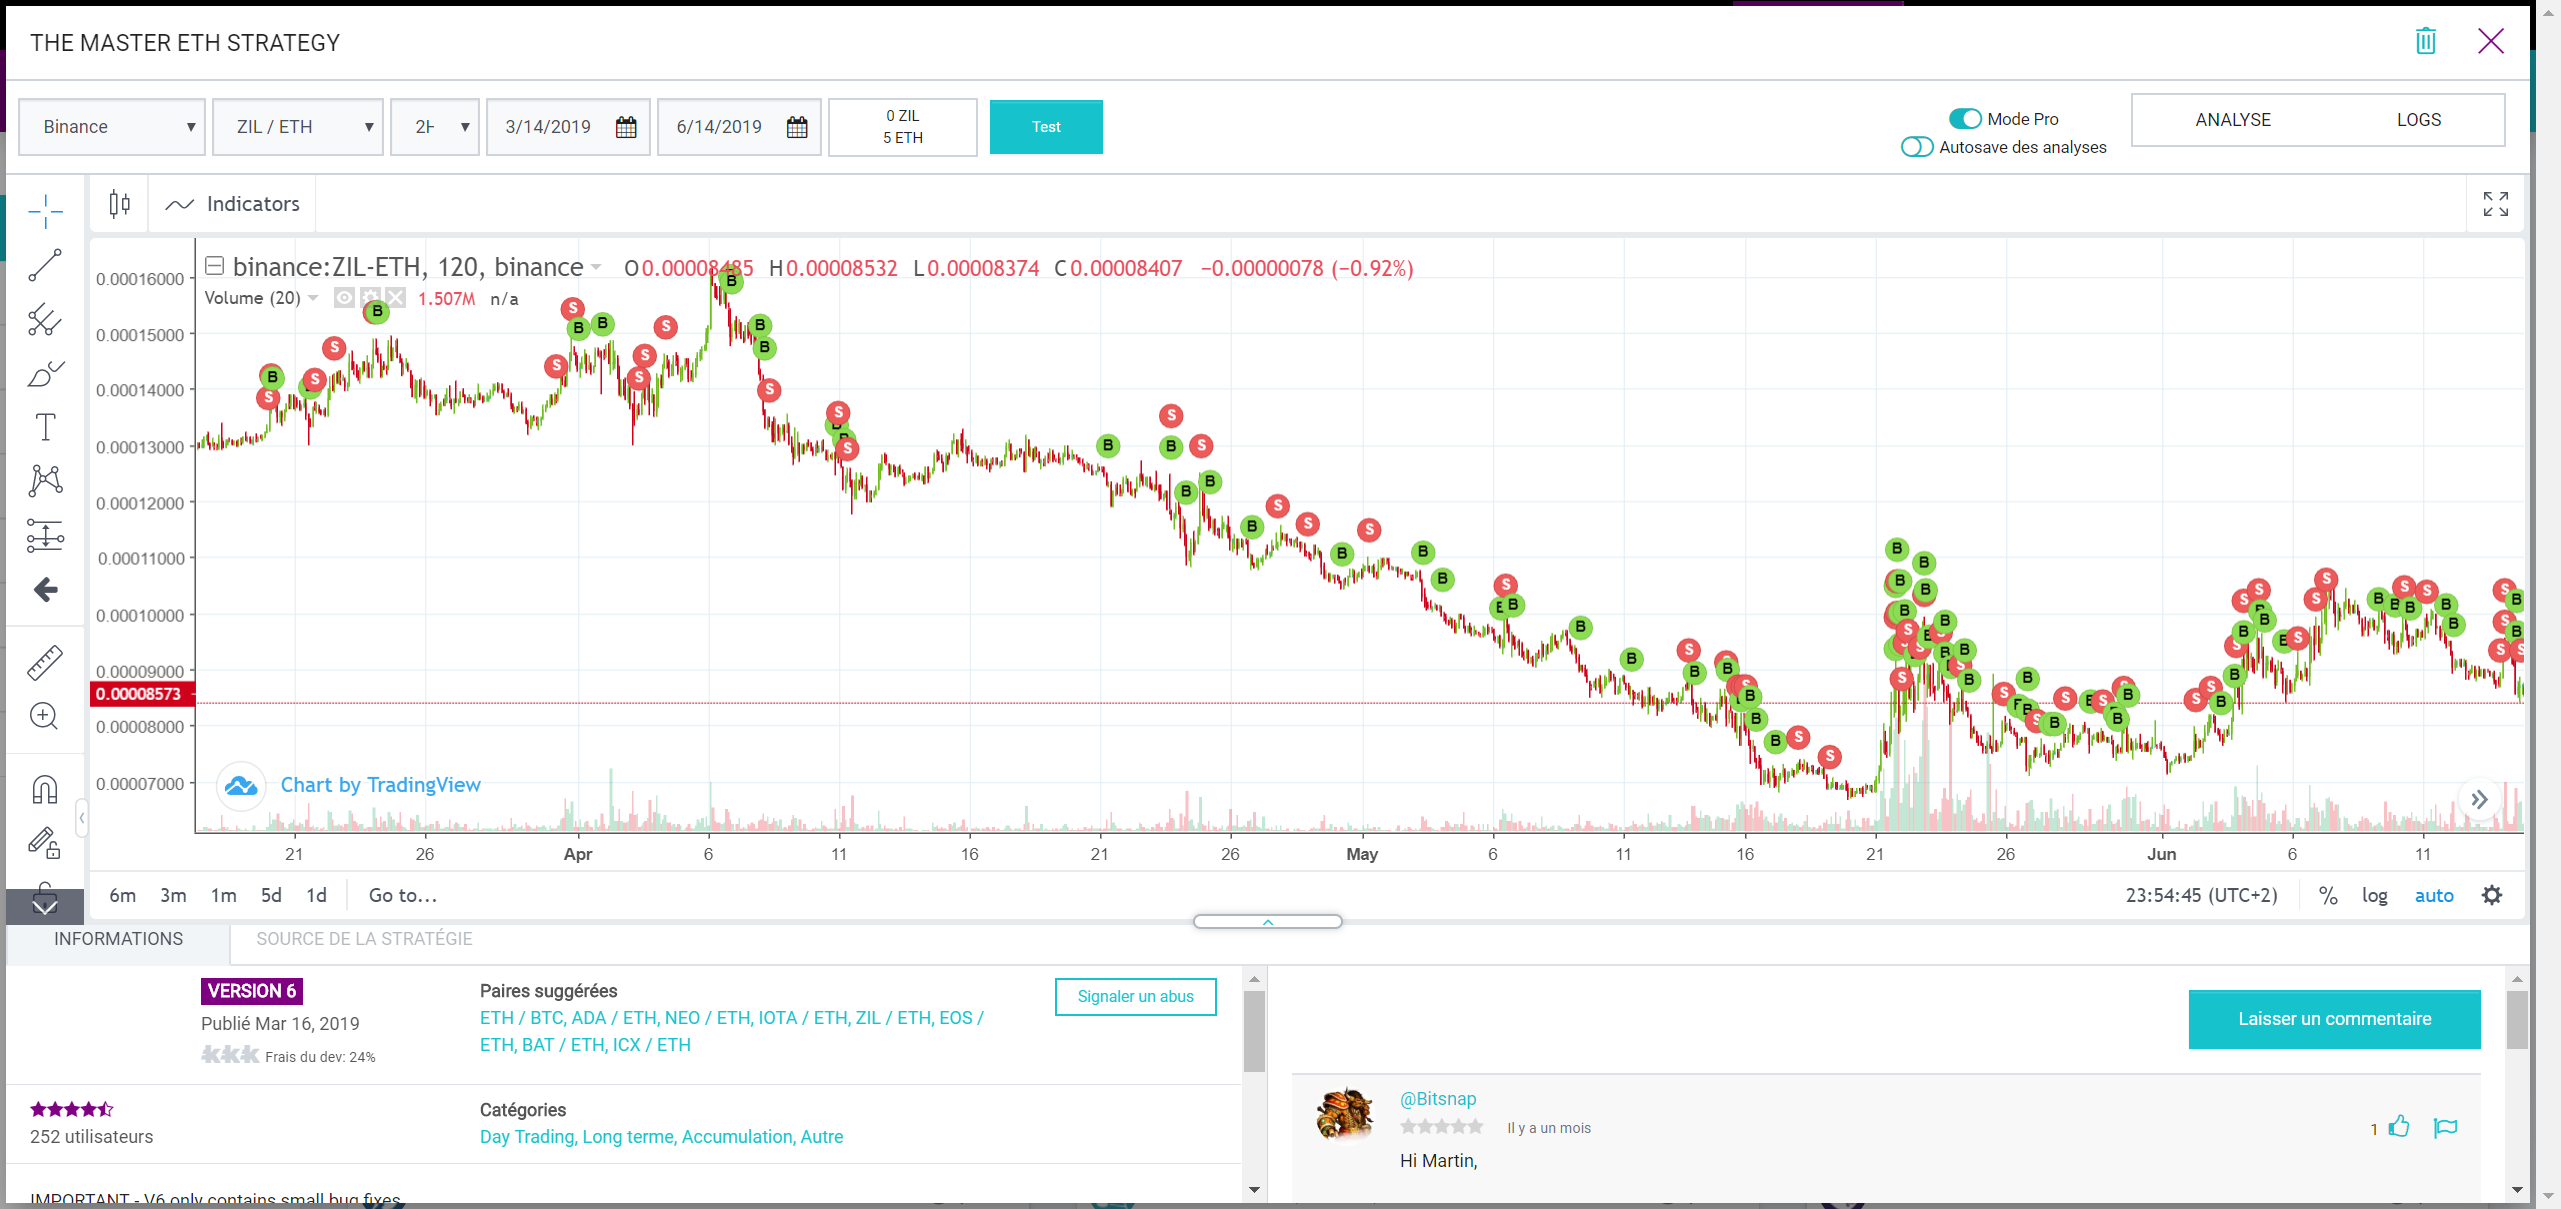 THE MASTER ETH STRATEGY
Binance ZIL / ETH 2H 3/14/2019 6/14/2019 0 ZIL Test
5 ETH
Mode Pro
Autosave des analyses
ANALYSE LOGS
Indicators
binance:ZIL-ETH, 120, binance O0.00008485 H0.00008532 L0.00008374 C0.00008407 −0.00000078 (−0.92%)
Volume (20) 1.507M n/a
0.00016000
0.00015000
0.00014000
0.00013000
0.00012000
0.00011000
0.00010000
0.00009000
0.00008573
0.00008000
0.00007000
Chart by TradingView
21 26 Apr 6 11 16 21 26 May 6 11 16 21 26 Jun 6 11
6m 3m 1m 5d 1d Go to... 23:54:45 (UTC+2) % log auto
INFORMATIONS SOURCE DE LA STRATÉGIE
VERSION 6
Publié Mar 16, 2019
Frais du dev: 24%
Paires suggérées
ETH / BTC, ADA / ETH, NEO / ETH, IOTA / ETH, ZIL / ETH, EOS /
ETH, BAT / ETH, ICX / ETH
Signaler un abus
252 utilisateurs
Catégories
Day Trading, Long terme, Accumulation, Autre
IMPORTANT - V6 only contains small bug fixes
Laisser un commentaire
@Bitsnap
Il y a un mois
1
Hi Martin,